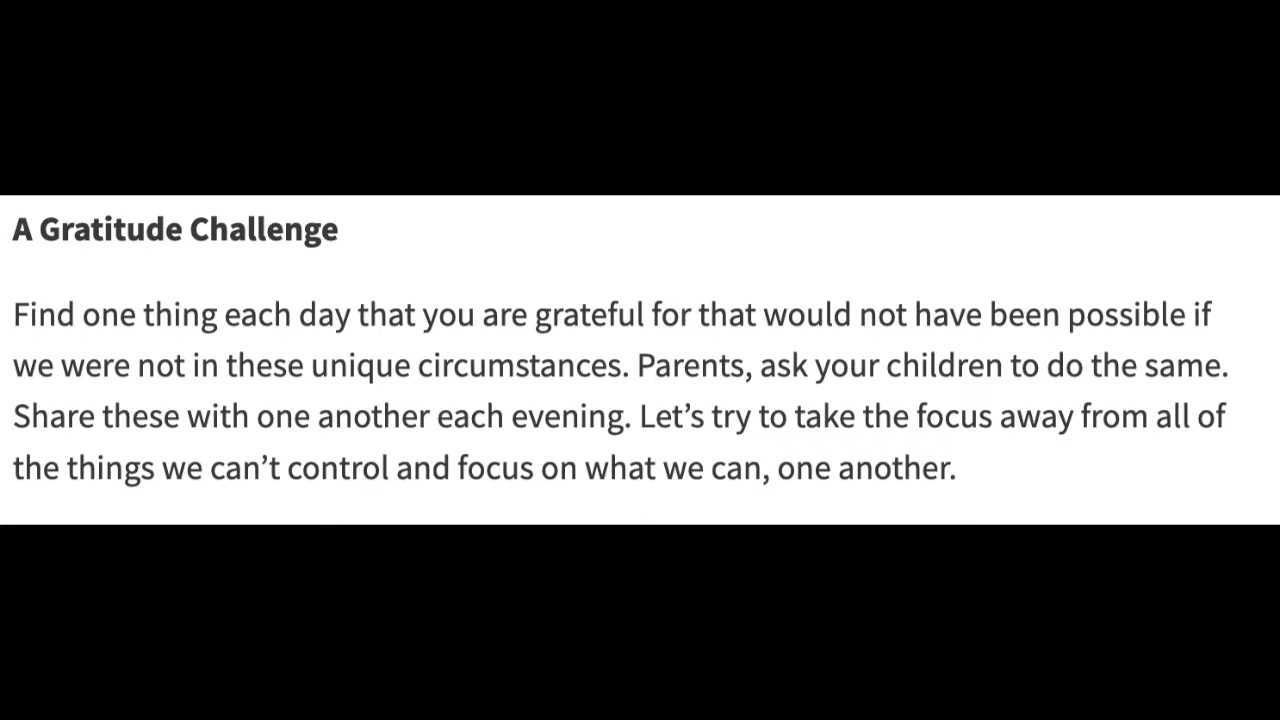 A Gratitude Challenge
Find one thing each day that you are grateful for that would not have been possible if
we were not in these unique circumstances. Parents, ask your children to do the same.
Share these with one another each evening. Let’s try to take the focus away from all of
the things we can’t control and focus on what we can, one another.